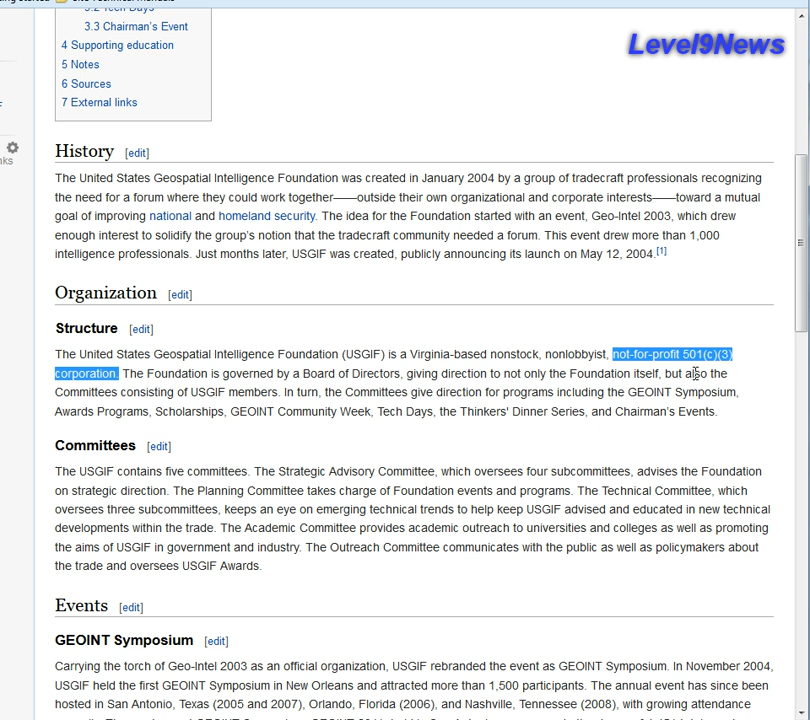 3.3 Chairman's Event
4 Supporting education
5 Notes
6 Sources
7 External links
Level9News
History [edit]
The United States Geospatial Intelligence Foundation was created in January 2004 by a group of tradecraft professionals recognizing
the need for a forum where they could work together——outside their own organizational and corporate interests——toward a mutual
goal of improving national and homeland security. The idea for the Foundation started with an event, Geo-Intel 2003, which drew
enough interest to solidify the group's notion that the tradecraft community needed a forum. This event drew more than 1,000
intelligence professionals. Just months later, USGIF was created, publicly announcing its launch on May 12, 2004.[1]
Organization [edit]
Structure [edit]
The United States Geospatial Intelligence Foundation (USGIF) is a Virginia-based nonstock, nonlobbyist, not-for-profit 501(c)(3)
corporation. The Foundation is governed by a Board of Directors, giving direction to not only the Foundation itself, but also the
Committees consisting of USGIF members. In turn, the Committees give direction for programs including the GEOINT Symposium,
Awards Programs, Scholarships, GEOINT Community Week, Tech Days, the Thinkers' Dinner Series, and Chairman's Events.
Committees [edit]
The USGIF contains five committees. The Strategic Advisory Committee, which oversees four subcommittees, advises the Foundation
on strategic direction. The Planning Committee takes charge of Foundation events and programs. The Technical Committee, which
oversees three subcommittees, keeps an eye on emerging technical trends to help keep USGIF advised and educated in new technical
developments within the trade. The Academic Committee provides academic outreach to universities and colleges as well as promoting
the aims of USGIF in government and industry. The Outreach Committee communicates with the public as well as policymakers about
the trade and oversees USGIF Awards.
Events [edit]
GEOINT Symposium [edit]
Carrying the torch of Geo-Intel 2003 as an official organization, USGIF rebranded the event as GEOINT Symposium. In November 2004,
USGIF held the first GEOINT Symposium in New Orleans and attracted more than 1,500 participants. The annual event has since been
hosted in San Antonio, Texas (2005 and 2007), Orlando, Florida (2006), and Nashville, Tennessee (2008), with growing attendance